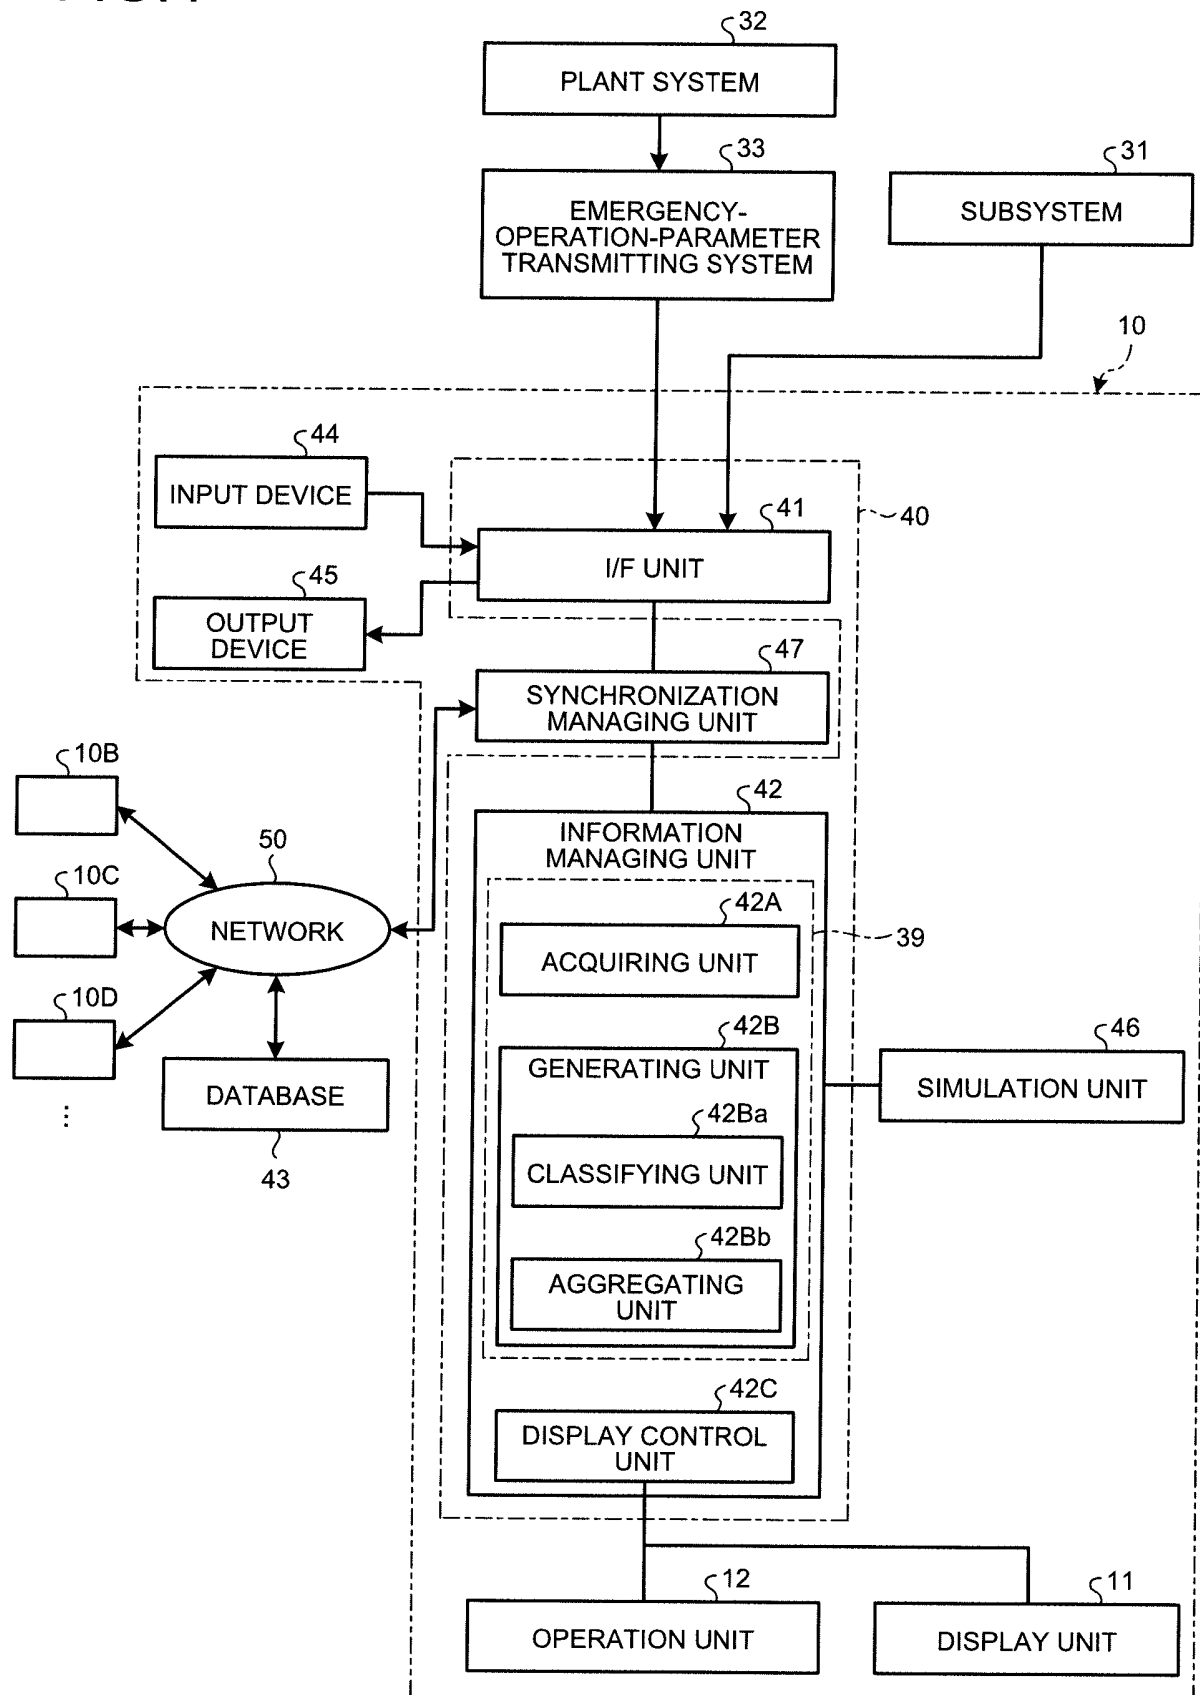 32
PLANT SYSTEM
33
31
EMERGENCY-
OPERATION-PARAMETER
TRANSMITTING SYSTEM
SUBSYSTEM
10
44
INPUT DEVICE
41
40
I/F UNIT
45
OUTPUT
DEVICE
47
SYNCHRONIZATION
MANAGING UNIT
10B
42
INFORMATION
MANAGING UNIT
50
10C
NETWORK
42A
39
ACQUIRING UNIT
10D
42B
46
GENERATING UNIT
SIMULATION UNIT
DATABASE
...
43
42Ba
CLASSIFYING UNIT
42Bb
AGGREGATING
UNIT
42C
DISPLAY CONTROL
UNIT
12
11
OPERATION UNIT
DISPLAY UNIT